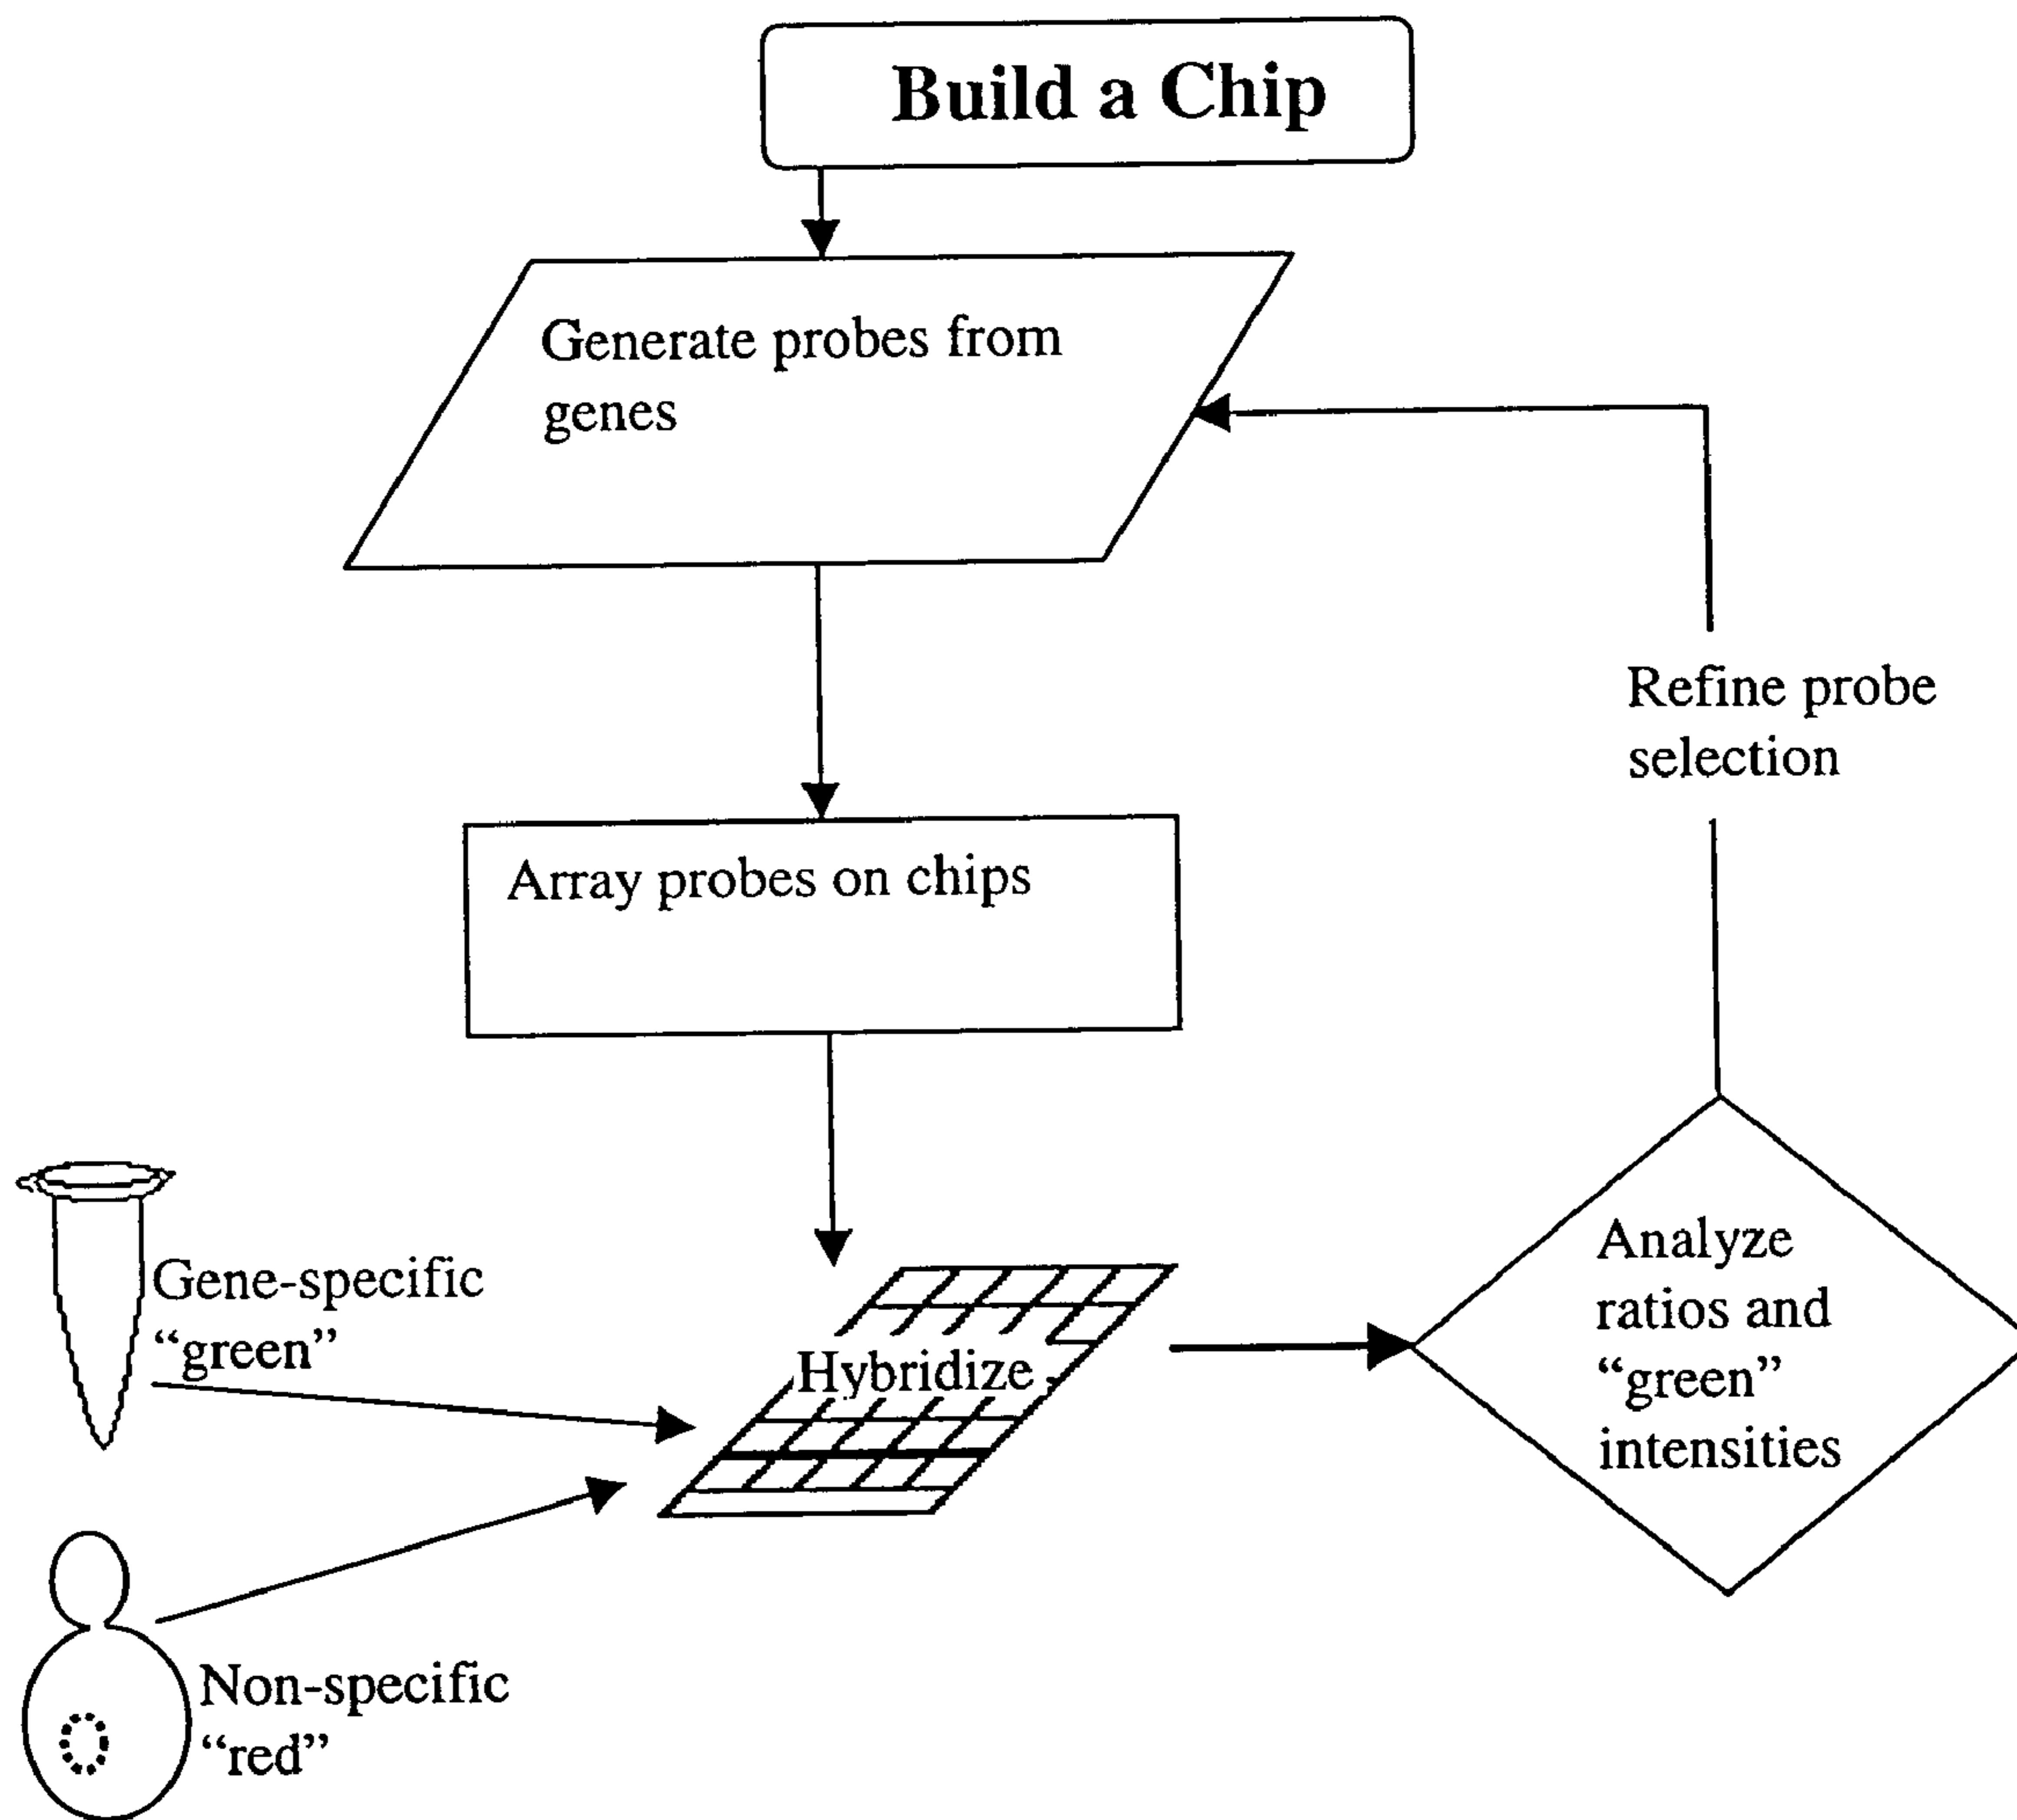 Build a Chip
Generate probes from
genes
Refine probe
selection
Array probes on chips
Gene-specific
“green”
Hybridize
Analyze
ratios and
“green”
intensities
Non-specific
“red”